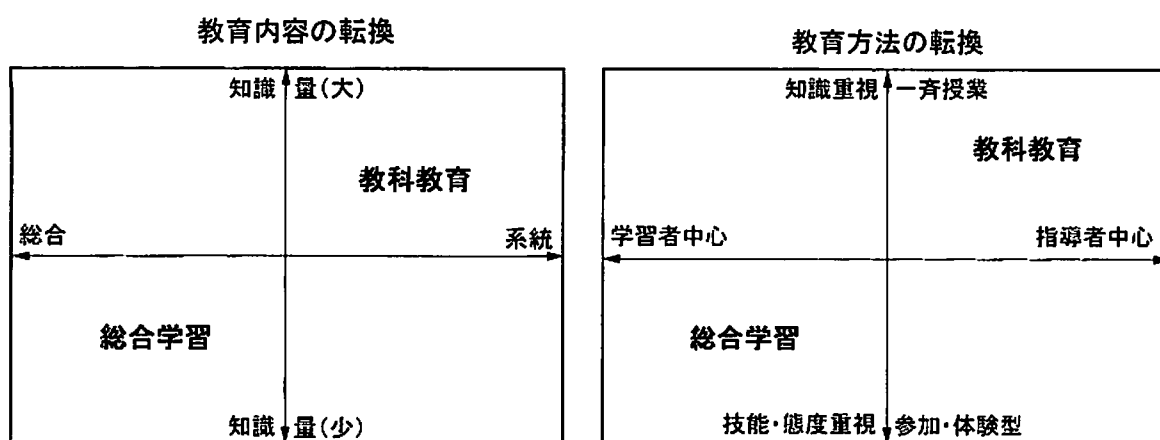 教育内容の転換
知識 量(大)
教科教育
総合
系統
総合学習
知識 量(少)
教育方法の転換
知識重視 一斉授業
教科教育
学習者中心
指導者中心
総合学習
技能・態度重視 参加・体験型